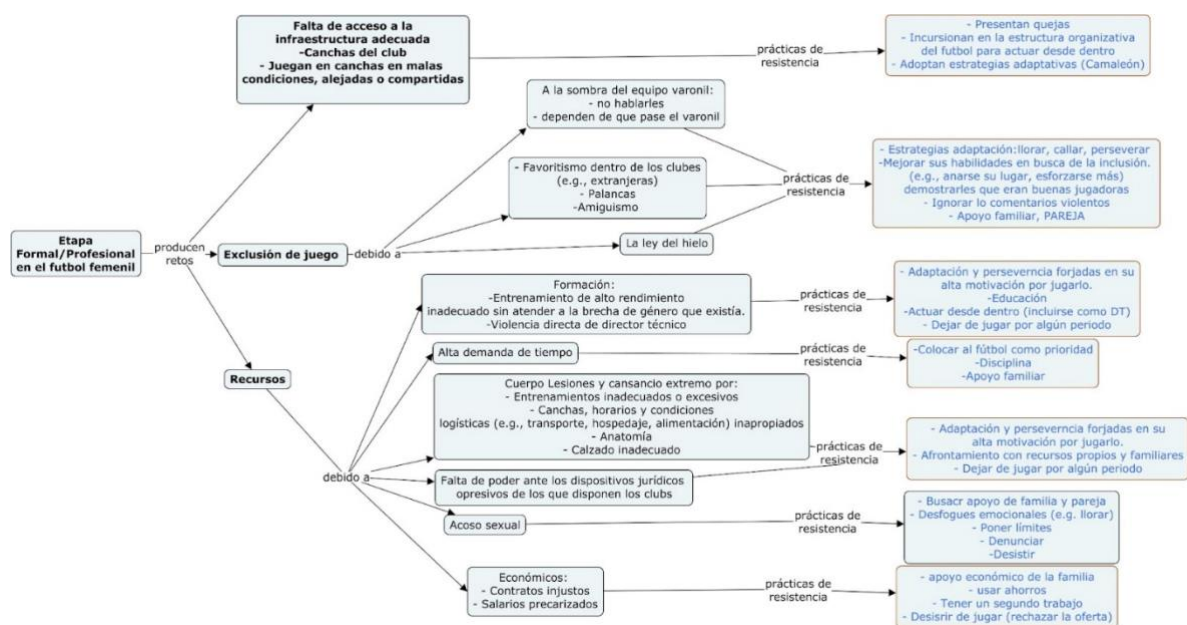 Falta de acceso a la
infraestructura adecuada
-Canchas del club
- Juegan en canchas en malas
condiciones, alejadas o compartidas
prácticas de
resistencia
- Presentan quejas
- Incursionan en la estructura organizativa
del futbol para actuar desde dentro
- Adoptan estrategias adaptativas (Camaleón)
A la sombra del equipo varonil:
- no hablarles
- dependen de que pase el varonil
- Favoritismo dentro de los clubes
(e.g., extranjeras)
- Palancas
- Amiguismo
La ley del hielo
prácticas de
resistencia
- Estrategias adaptación:llorar, callar, perseverar
-Mejorar sus habilidades en busca de la inclusión.
(e.g., anarse su lugar, esforzarse más)
demostrarles que eran buenas jugadoras
- Ignorar lo comentarios violentos
- Apoyo familiar, PAREJA
Etapa
Formal/Profesional
en el futbol femenil
producen
retos
Exclusión de juego
debido a
Formación:
-Entrenamiento de alto rendimiento
inadecuado sin atender a la brecha de género que existía.
-Violencia directa de director técnico
prácticas de
resistencia
- Adaptación y perseverncia forjadas en su
alta motivación por jugarlo.
-Educación
-Actuar desde dentro (incluirse como DT)
- Dejar de jugar por algún periodo
Alta demanda de tiempo
prácticas de
resistencia
-Colocar al fútbol como prioridad
-Disciplina
-Apoyo familiar
Recursos
debido a
Cuerpo Lesiones y cansancio extremo por:
- Entrenamientos inadecuados o excesivos
- Canchas, horarios y condiciones
logísticas (e.g., transporte, hospedaje, alimentación) inapropiados
- Anatomía
- Calzado inadecuado
Falta de poder ante los dispositivos jurídicos
opresivos de los que disponen los clubs
prácticas de
resistencia
- Adaptación y perseverncia forjadas en su
alta motivación por jugarlo.
- Afrontamiento con recursos propios y familiares
- Dejar de jugar por algún periodo
Acoso sexual
prácticas de
resistencia
- Busacr apoyo de familia y pareja
- Desfogues emocionales (e.g. llorar)
- Poner límites
- Denunciar
-Desistir
Económicos:
- Contratos injustos
- Salarios precarizados
prácticas de
resistencia
- apoyo económico de la familia
- usar ahorros
- Tener un segundo trabajo
- Desisrir de jugar (rechazar la oferta)